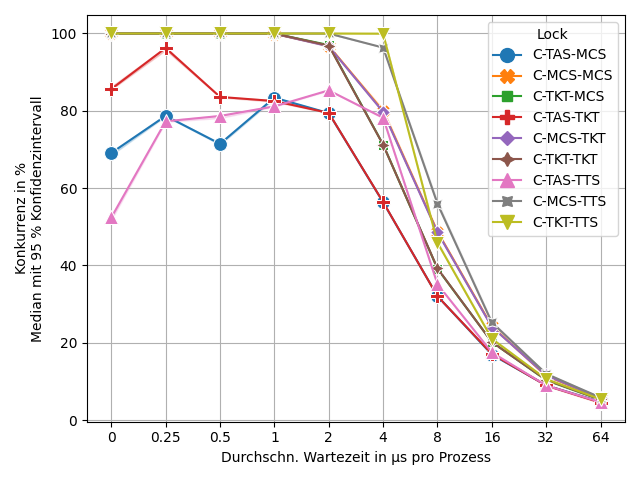 Konkurrenz in %
Median mit 95 % Konfidenzintervall
100
80
60
40
20
0
0 0.25 0.5 1 2 4 8 16 32 64
Durchschn. Wartezeit in µs pro Prozess
Lock
C-TAS-MCS
C-MCS-MCS
C-TKT-MCS
C-TAS-TKT
C-MCS-TKT
C-TKT-TKT
C-TAS-TTS
C-MCS-TTS
C-TKT-TTS